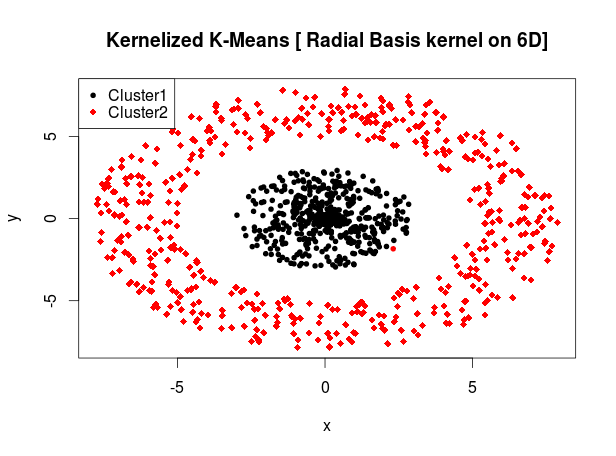 Kernelized K-Means [ Radial Basis kernel on 6D]
Cluster1
Cluster2
y
5
0
-5
-5
0
5
x